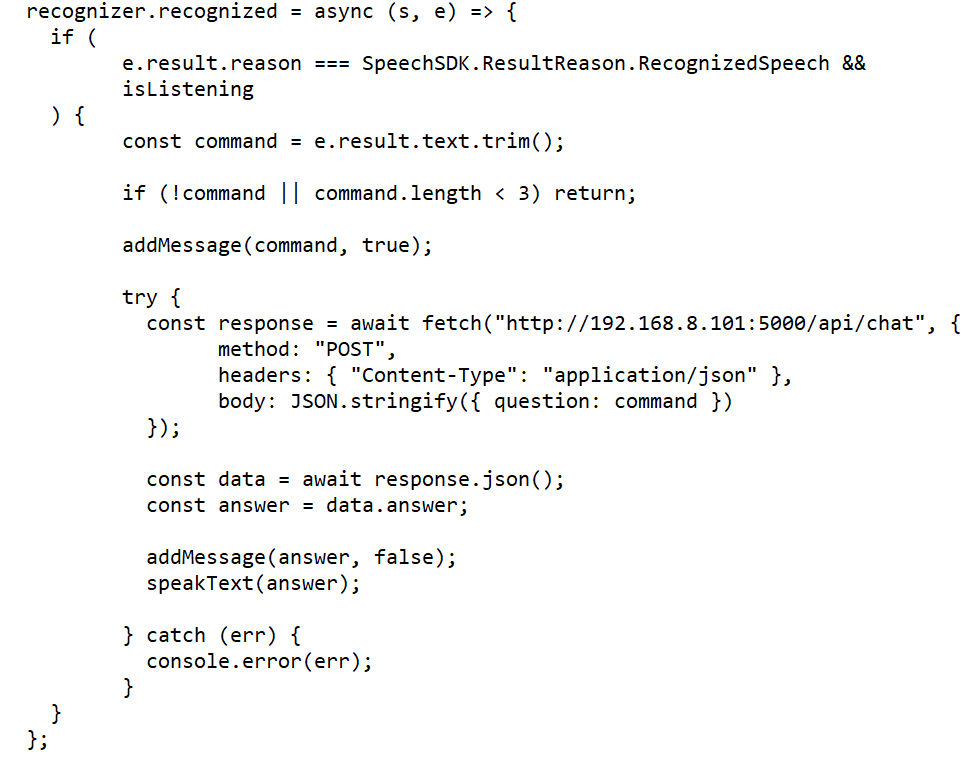 recognizer.recognized = async (s, e) => {
  if (
        e.result.reason === SpeechSDK.ResultReason.RecognizedSpeech &&
        isListening
  ) {
        const command = e.result.text.trim();

        if (!command || command.length < 3) return;

        addMessage(command, true);

        try {
          const response = await fetch("http://192.168.8.101:5000/api/chat", {
                method: "POST",
                headers: { "Content-Type": "application/json" },
                body: JSON.stringify({ question: command })
          });

          const data = await response.json();
          const answer = data.answer;

          addMessage(answer, false);
          speakText(answer);

        } catch (err) {
          console.error(err);
        }
  }
};